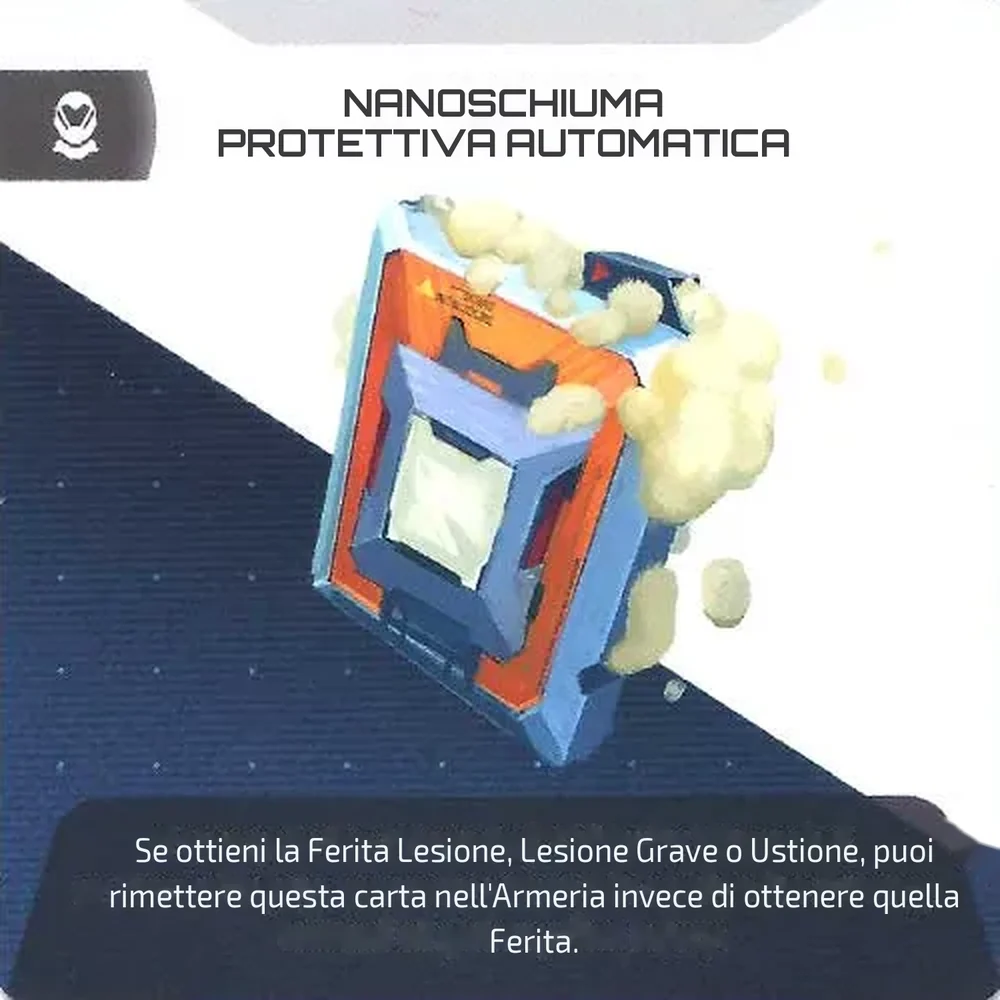 NANOSCHIUMA
PROTETTIVA AUTOMATICA
Se ottieni la Ferita Lesione, Lesione Grave o Ustione, puoi
rimettere questa carta nell'Armeria invece di ottenere quella
Ferita.